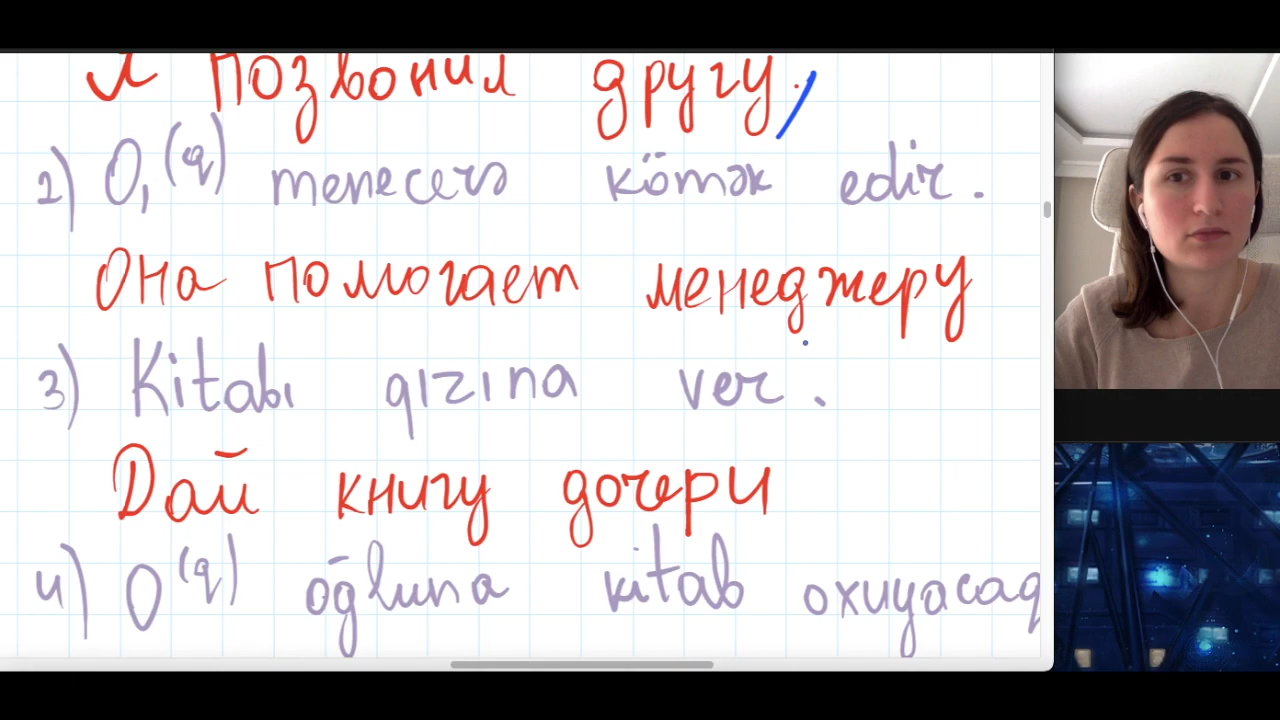 Я позвонил другу.
2) O, (q) menecerə kömək edir.
Она помогает менеджеру
3) Kitabı qızına ver.
Дай книгу дочери
4) O (q) oğluna kitab oxuyacaq